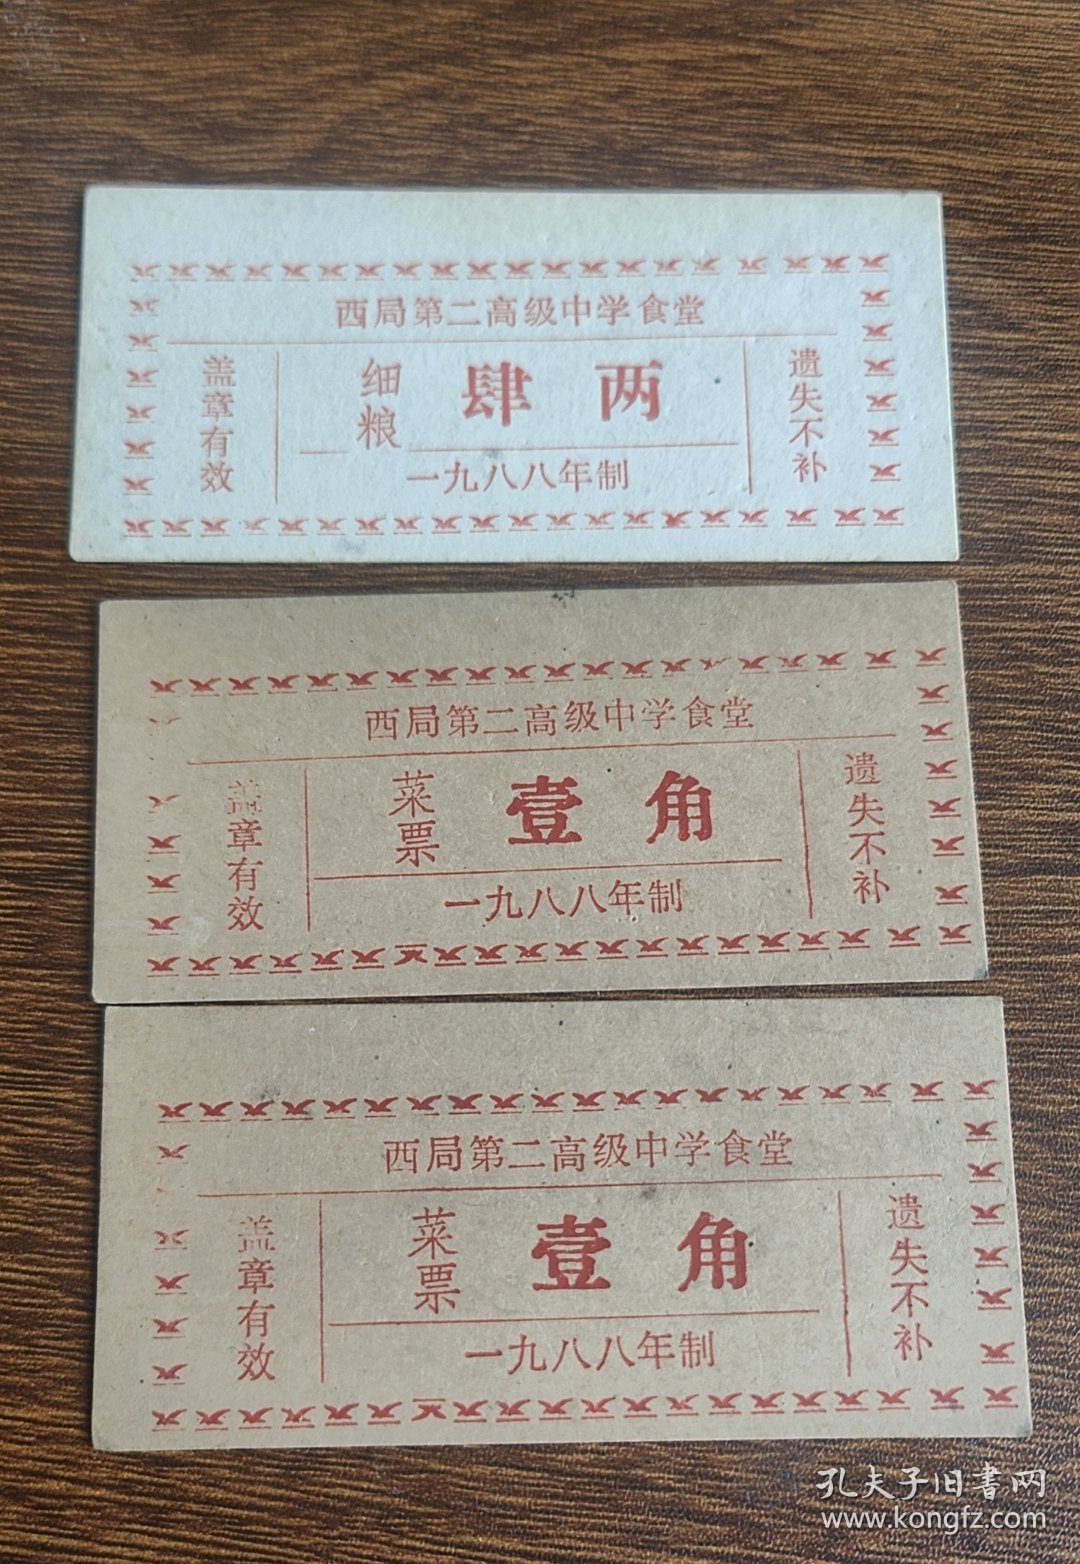 西局第二高级中学食堂
盖章有效
细粮
肆两
遗失不补
一九八八年制
西局第二高级中学食堂
盖章有效
菜票
壹角
遗失不补
一九八八年制
西局第二高级中学食堂
盖章有效
菜票
壹角
遗失不补
一九八八年制
孔夫子旧書网
www.kongfz.com